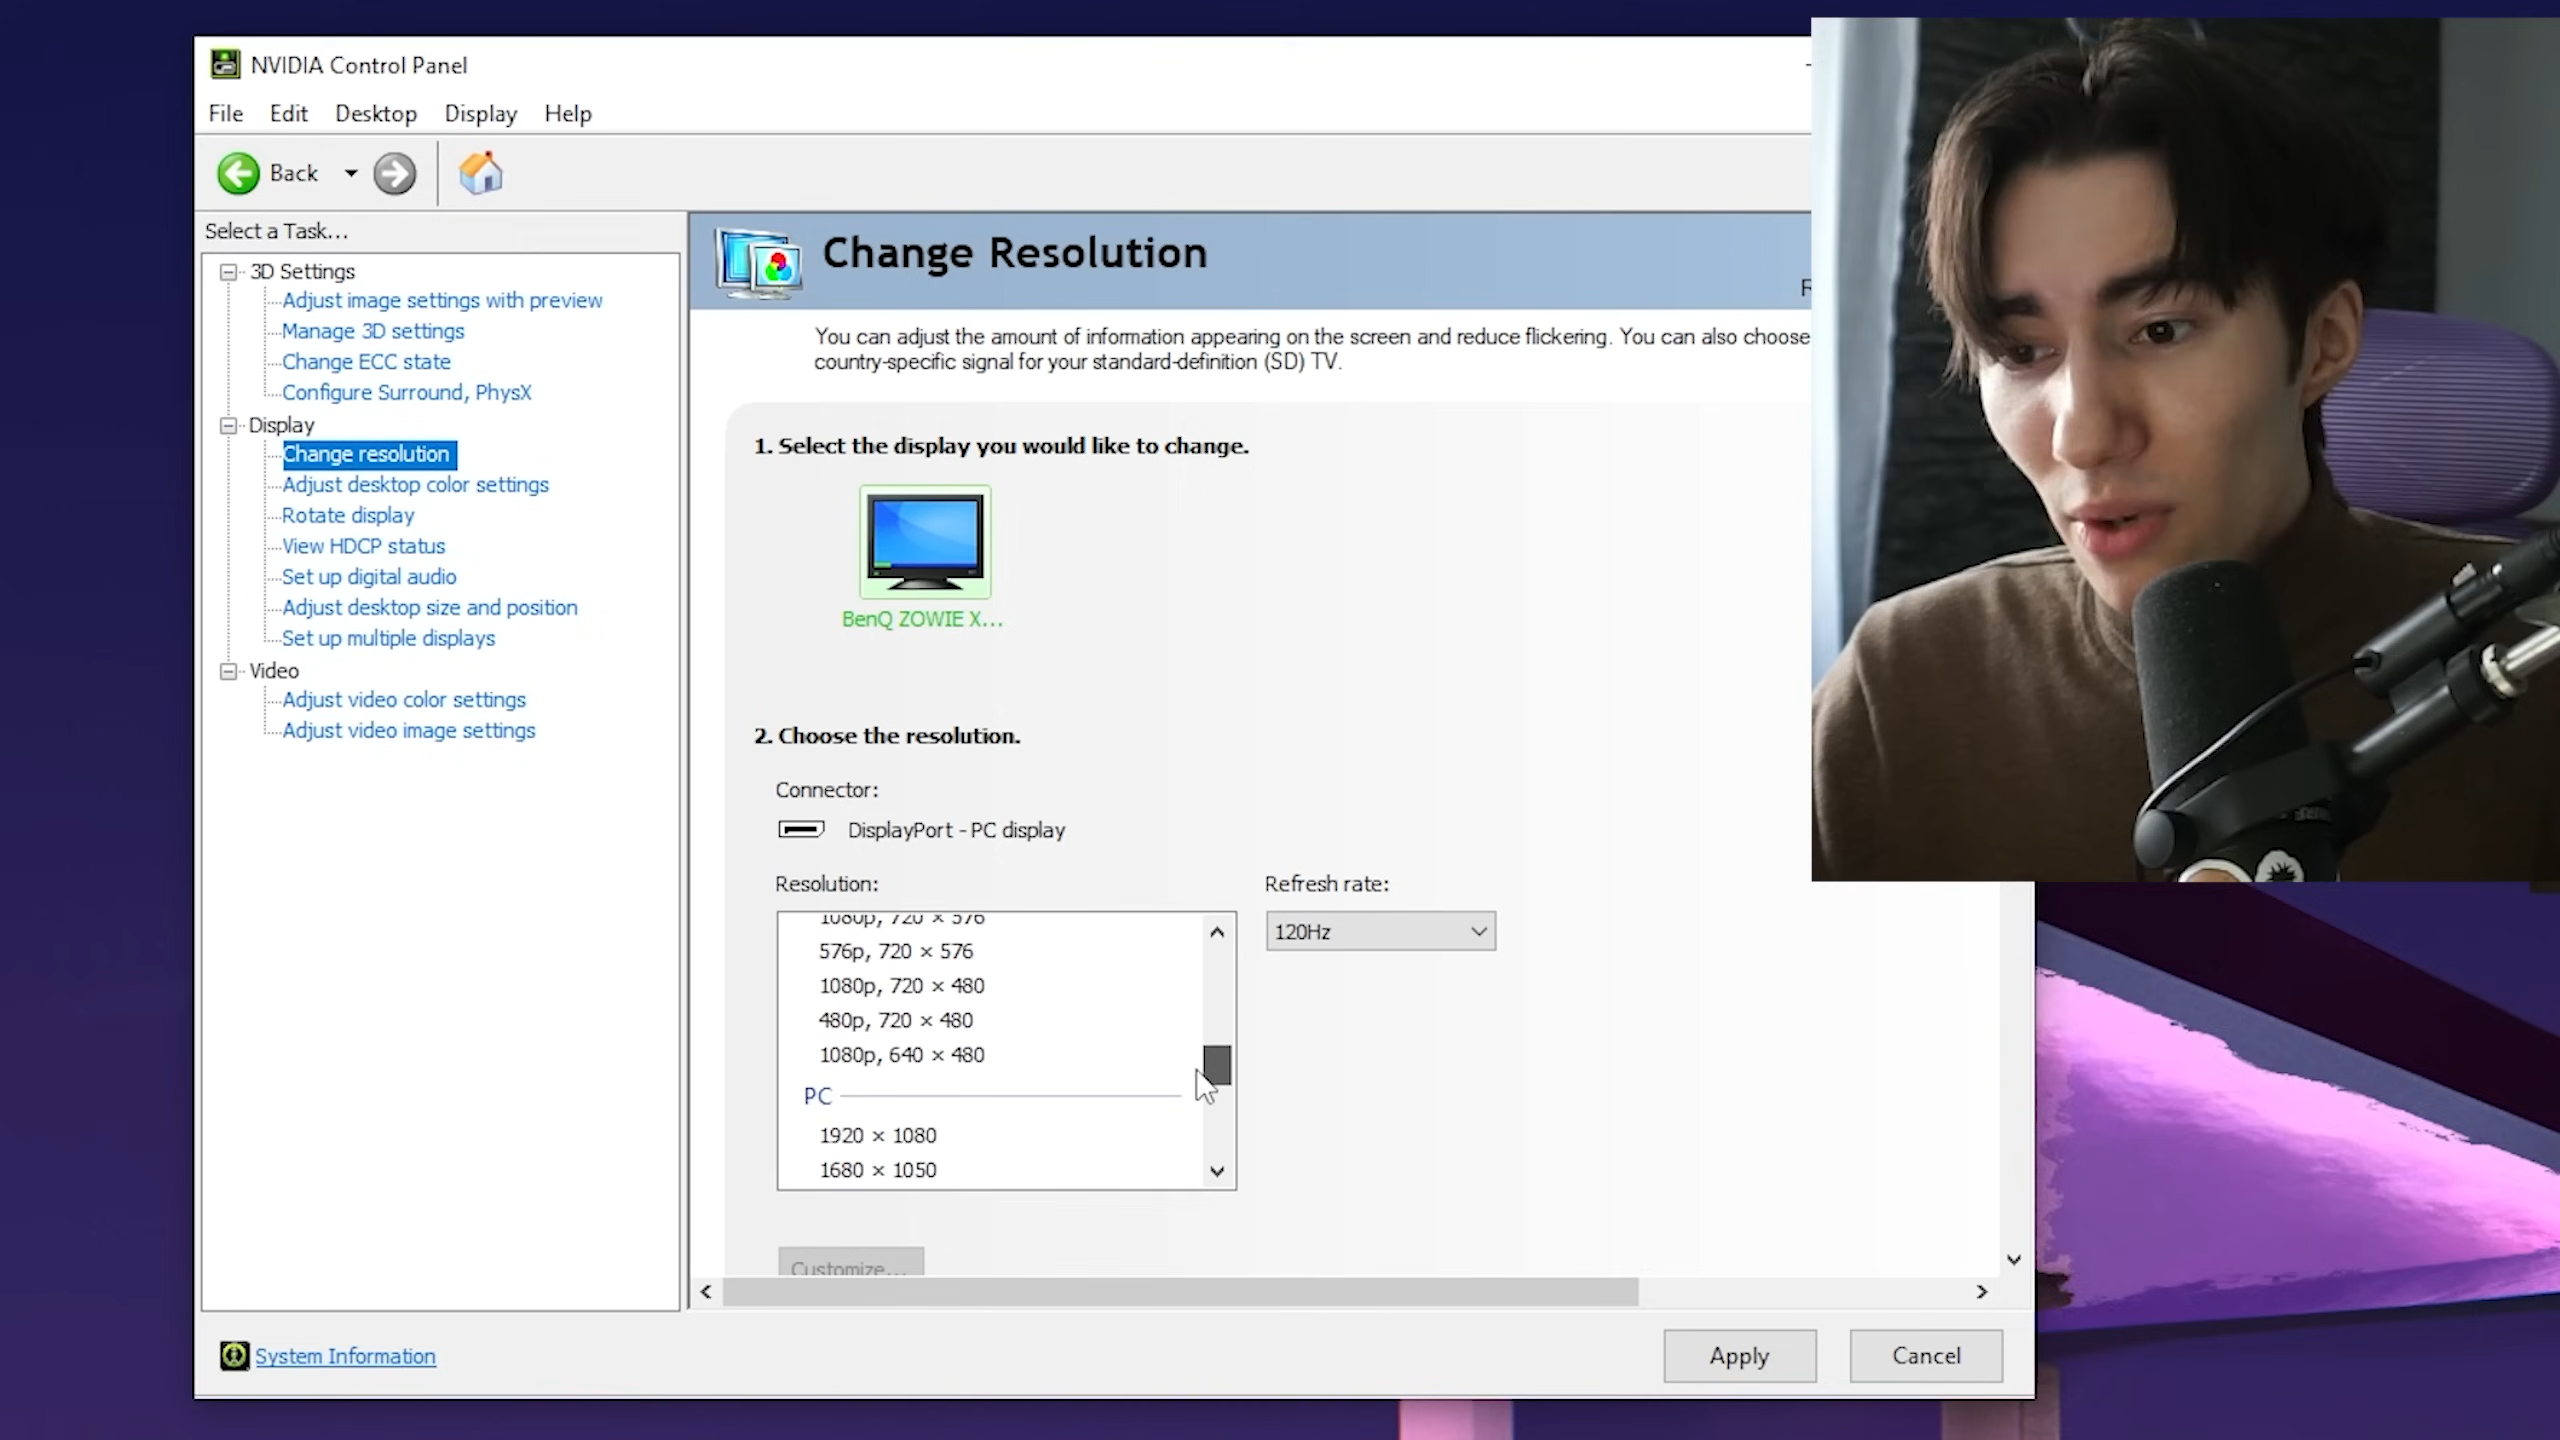 NVIDIA Control Panel
File Edit Desktop Display Help
Back
Select a Task...
3D Settings
Adjust image settings with preview
Manage 3D settings
Change ECC state
Configure Surround, PhysX
Display
Change resolution
Adjust desktop color settings
Rotate display
View HDCP status
Set up digital audio
Adjust desktop size and position
Set up multiple displays
Video
Adjust video color settings
Adjust video image settings
System Information
Change Resolution
R
You can adjust the amount of information appearing on the screen and reduce flickering. You can also choose
country-specific signal for your standard-definition (SD) TV.
1. Select the display you would like to change.
BenQ ZOWIE X...
2. Choose the resolution.
Connector:
DisplayPort - PC display
Resolution:
1080p, 720 × 576
576p, 720 × 576
1080p, 720 × 480
480p, 720 × 480
1080p, 640 × 480
PC
1920 × 1080
1680 × 1050
Refresh rate:
120Hz
Customize...
Apply
Cancel